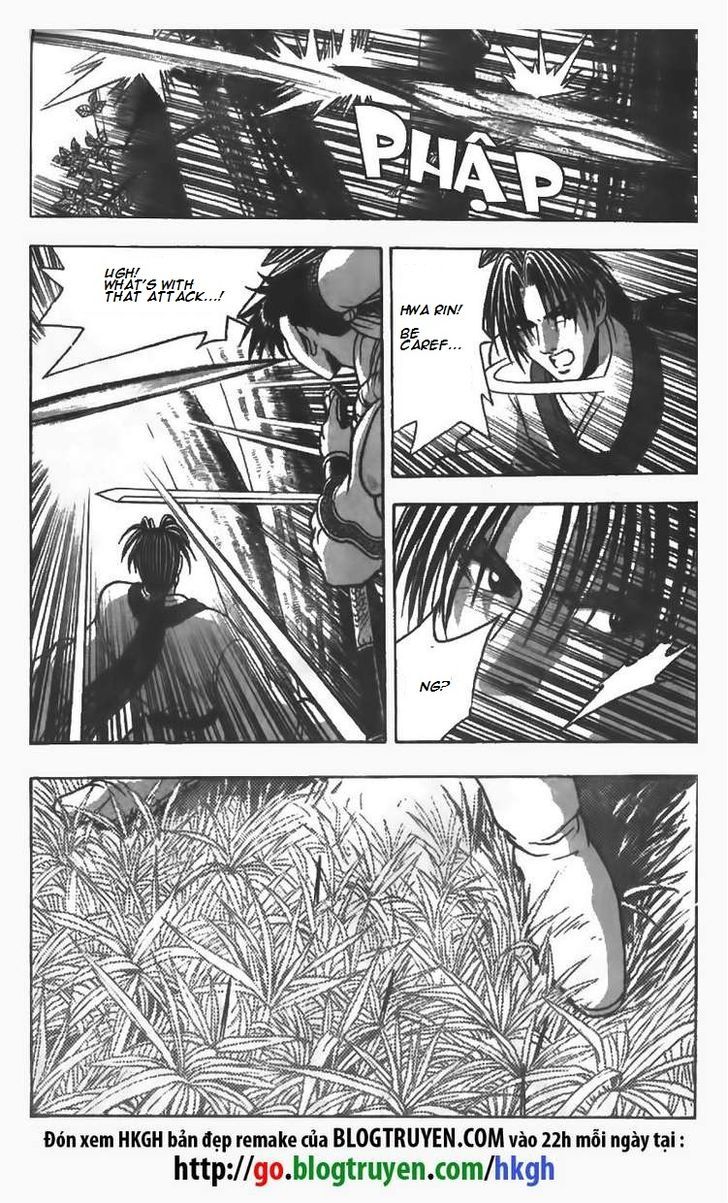 PHẬP
UGH!
WHAT'S WITH
THAT ATTACK...!
HWA RIN!
BE
CAREF...
NG?
Đón xem HKGH bản đẹp remake của BLOGTRUYEN.COM vào 22h mỗi ngày tại :
http://go.blogtruyen.com/hkgh